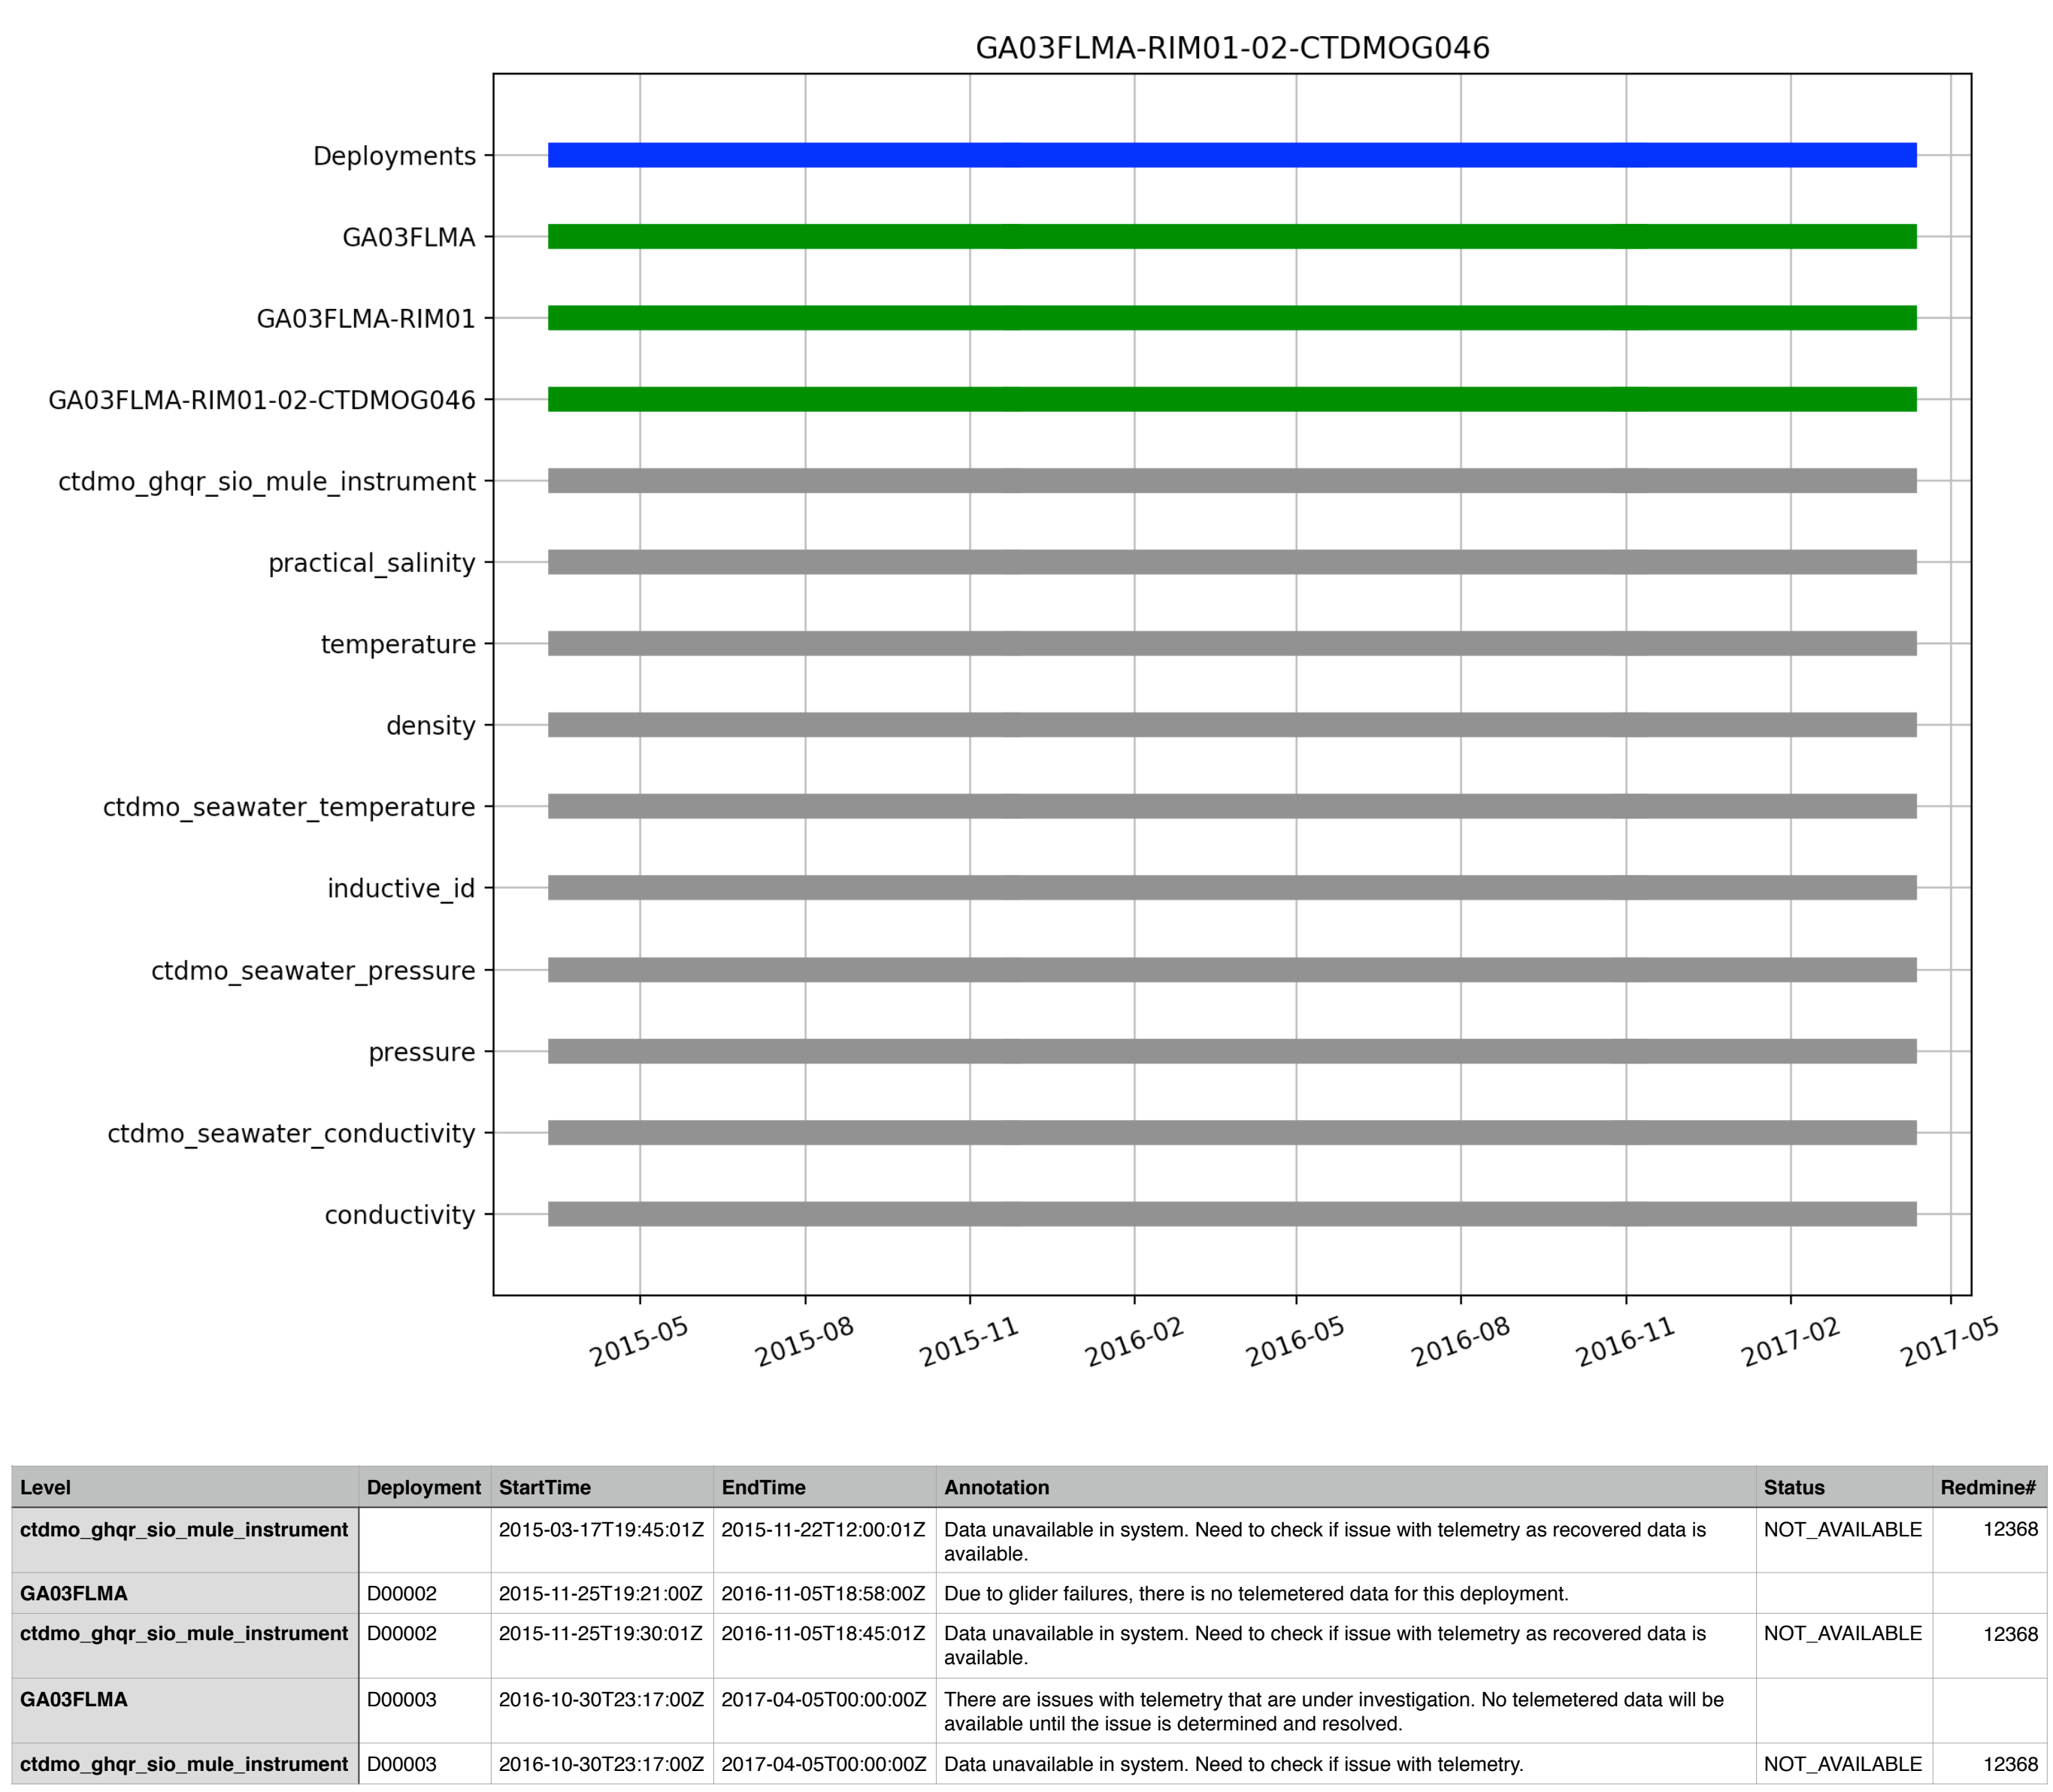 GA03FLMA-RIM01-02-CTDMOG046
Deployments
GA03FLMA
GA03FLMA-RIM01
GA03FLMA-RIM01-02-CTDMOG046
ctdmo_ghqr_sio_mule_instrument
practical_salinity
temperature
density
ctdmo_seawater_temperature
inductive_id
ctdmo_seawater_pressure
pressure
ctdmo_seawater_conductivity
conductivity
2015-05 2015-08 2015-11 2016-02 2016-05 2016-08 2016-11 2017-02 2017-05
Level Deployment StartTime EndTime Annotation Status Redmine#
ctdmo_ghqr_sio_mule_instrument 2015-03-17T19:45:01Z 2015-11-22T12:00:01Z Data unavailable in system. Need to check if issue with telemetry as recovered data is NOT_AVAILABLE 12368
available.
GA03FLMA D00002 2015-11-25T19:21:00Z 2016-11-05T18:58:00Z Due to glider failures, there is no telemetered data for this deployment.
ctdmo_ghqr_sio_mule_instrument D00002 2015-11-25T19:30:01Z 2016-11-05T18:45:01Z Data unavailable in system. Need to check if issue with telemetry as recovered data is NOT_AVAILABLE 12368
available.
GA03FLMA D00003 2016-10-30T23:17:00Z 2017-04-05T00:00:00Z There are issues with telemetry that are under investigation. No telemetered data will be
available until the issue is determined and resolved.
ctdmo_ghqr_sio_mule_instrument D00003 2016-10-30T23:17:00Z 2017-04-05T00:00:00Z Data unavailable in system. Need to check if issue with telemetry. NOT_AVAILABLE 12368